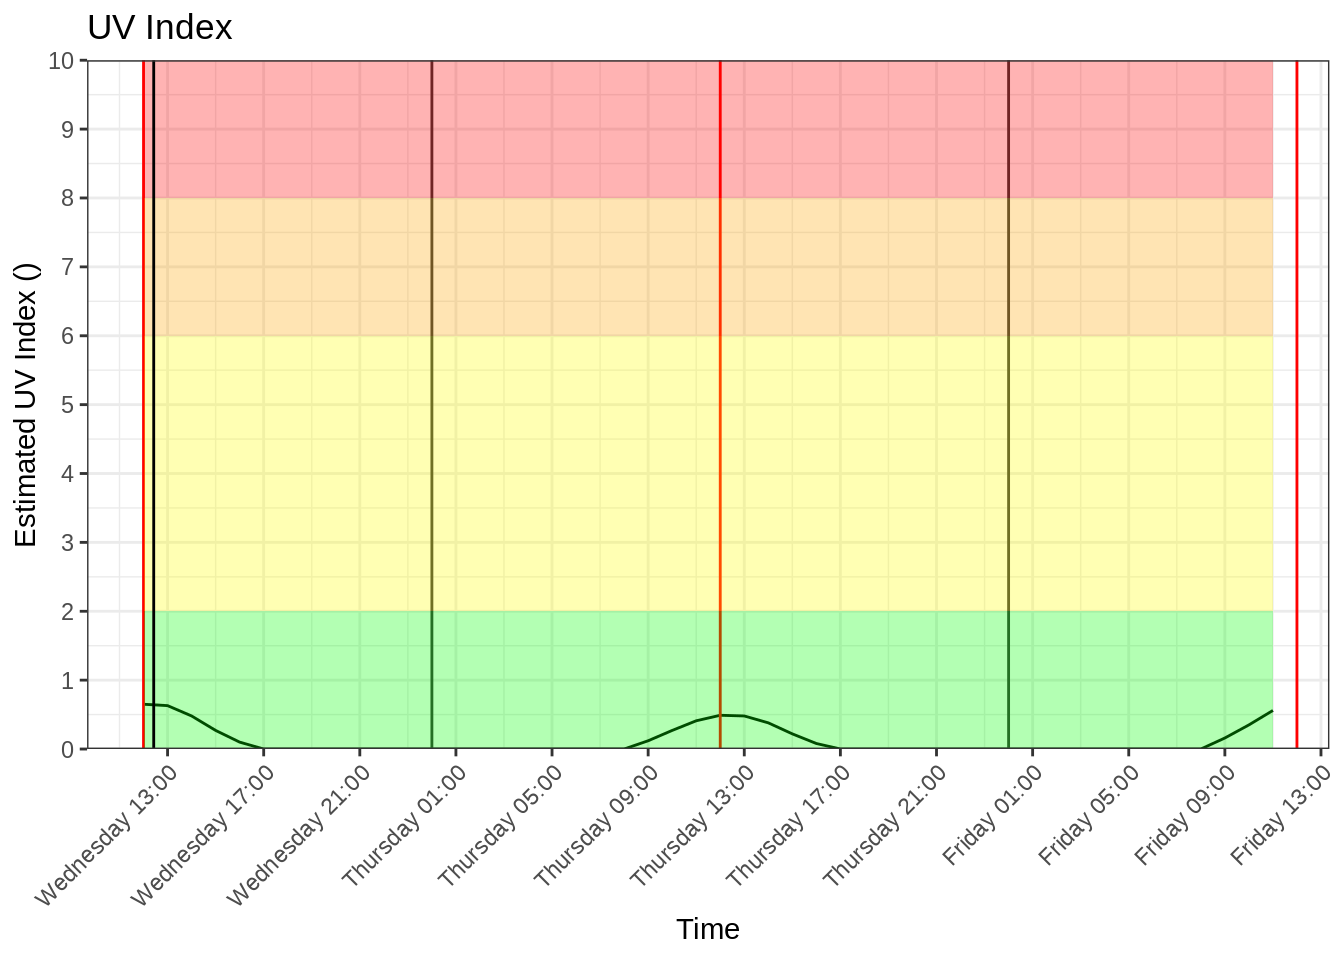 UV Index
Estimated UV Index ()
10
9
8
7
6
5
4
3
2
1
0
Wednesday 13:00
Wednesday 17:00
Wednesday 21:00
Thursday 01:00
Thursday 05:00
Thursday 09:00
Thursday 13:00
Thursday 17:00
Thursday 21:00
Friday 01:00
Friday 05:00
Friday 09:00
Friday 13:00
Time